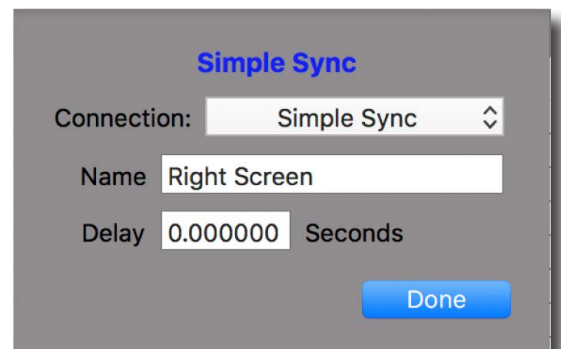 Simple Sync
Connection: Simple Sync
Name Right Screen
Delay 0.000000 Seconds
Done